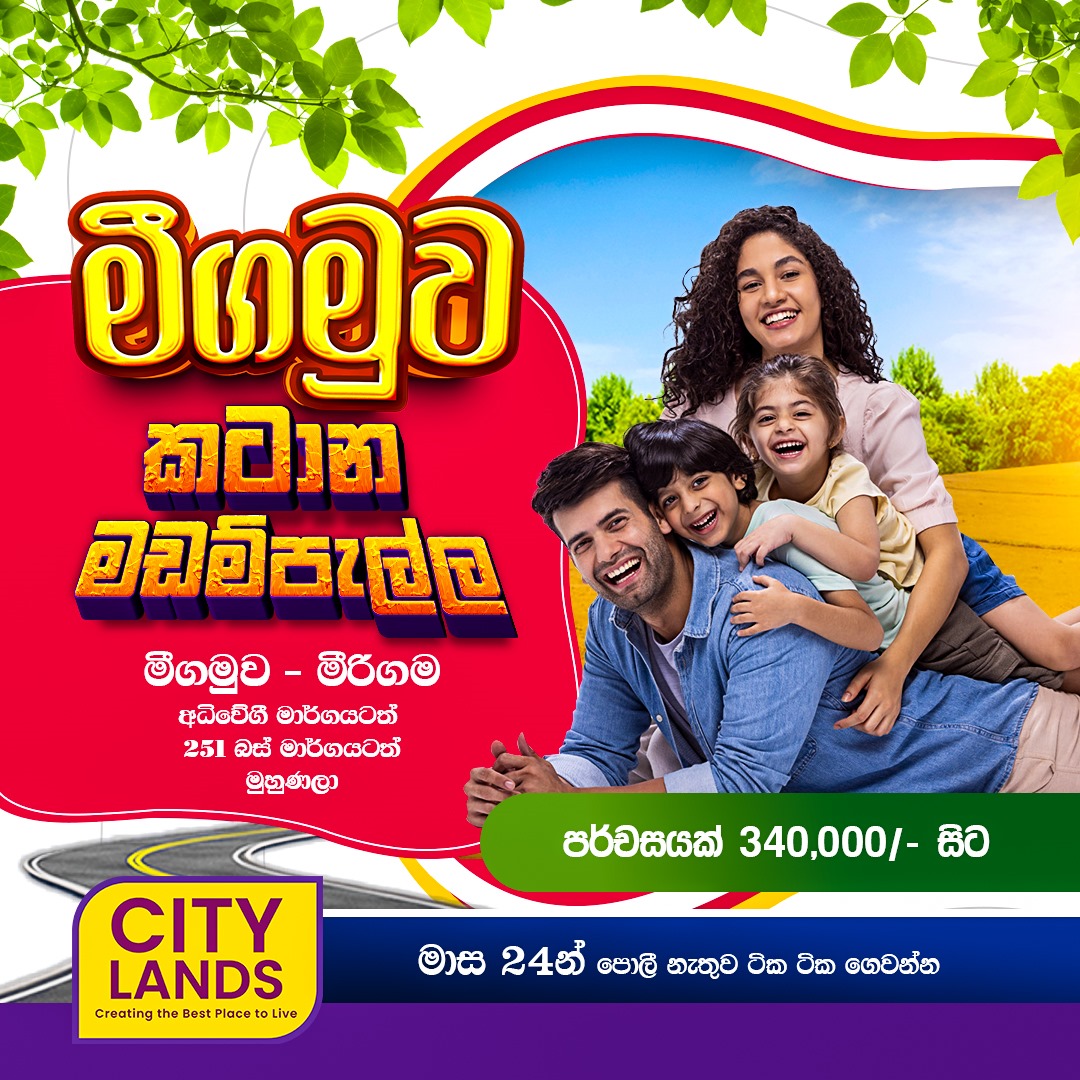 මීගමුව
කටාන
මඩම්පැල්ල
මීගමුව - මීරිගම
අධිවේගී මාර්ගයටත්
251 බස් මාර්ගයටත්
මුහුණලා
පර්චසයක් 340,000/- සිට
මාස 24න් පොලී නැතුව ටික ටික ගෙවන්න
CITY
LANDS
Creating the Best Place to Live